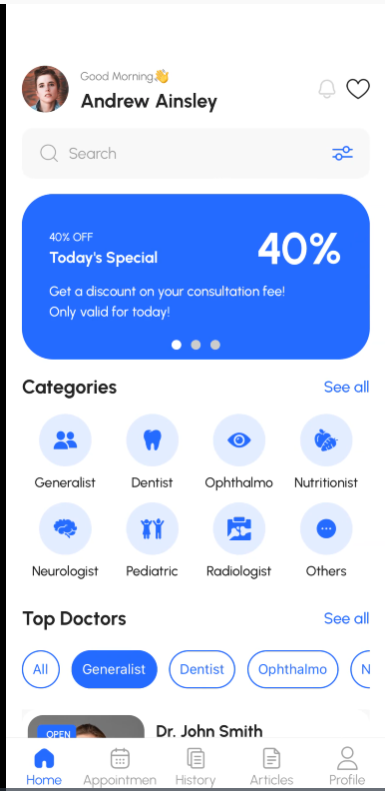 Good Morning👋
Andrew Ainsley
Search
40% OFF
Today's Special
40%
Get a discount on your consultation fee!
Only valid for today!
Categories
See all
Generalist
Dentist
Ophthalmo
Nutritionist
Neurologist
Pediatric
Radiologist
Others
Top Doctors
See all
All
Generalist
Dentist
Ophthalmo
N
OPEN
Dr. John Smith
Home
Appointmen
History
Articles
Profile